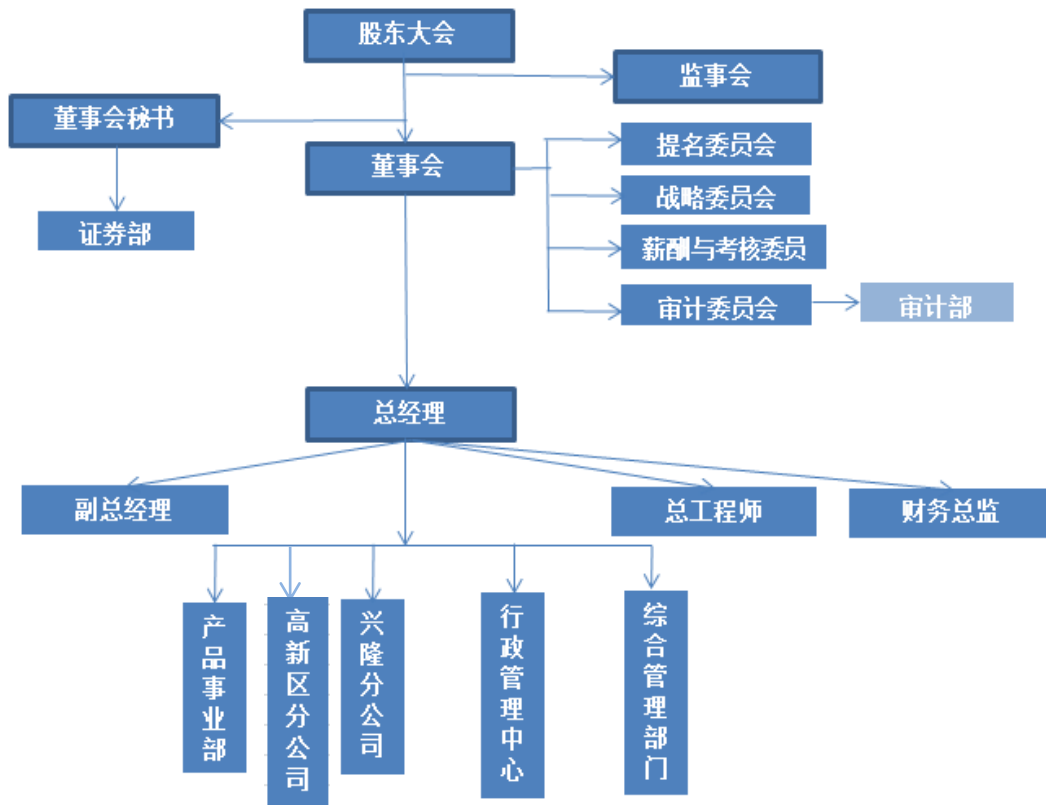 股东大会
监事会
董事会秘书
董事会
提名委员会
战略委员会
证券部
薪酬与考核委员
审计委员会
审计部
总经理
副总经理
总工程师
财务总监
产品事业部
高新区分公司
兴隆分公司
行政管理中心
综合管理部门